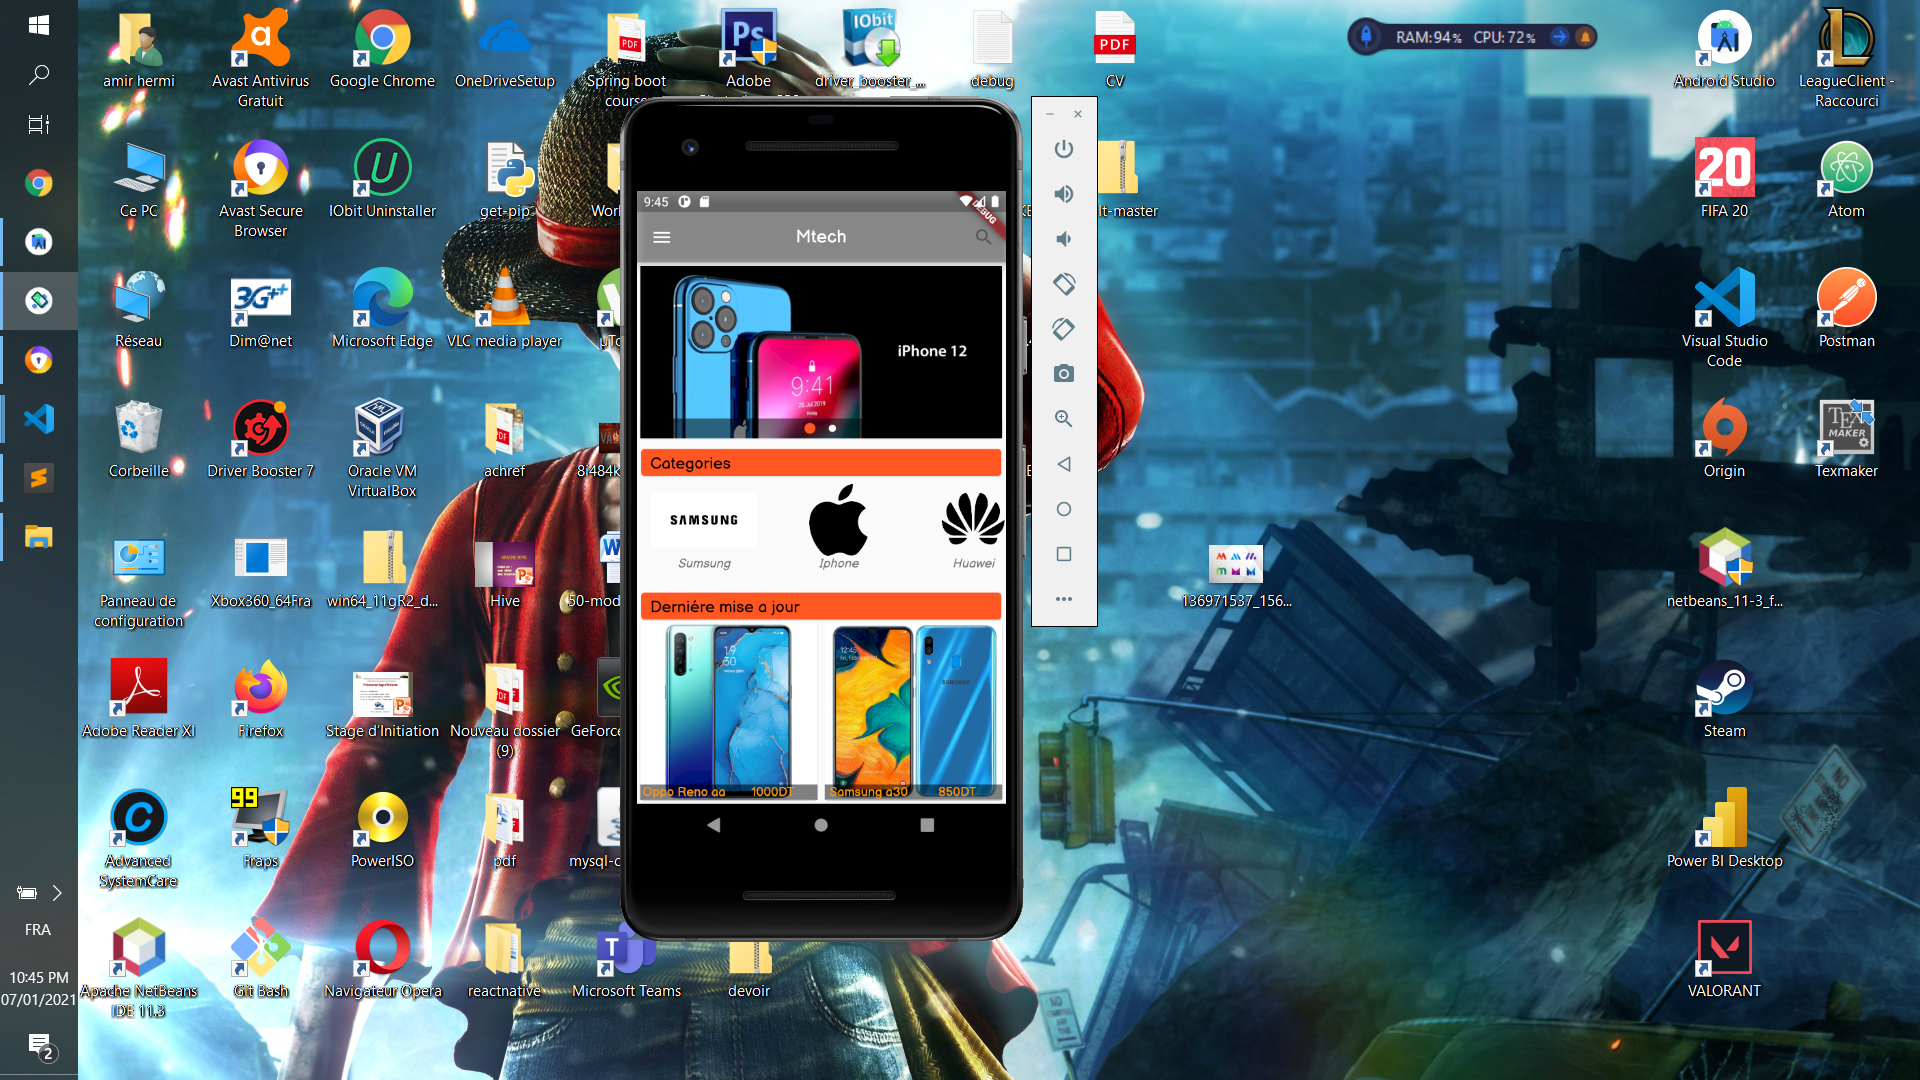 amir hermi
Avast Antivirus
Gratuit
Google Chrome
OneDriveSetup
Spring boot
course
Adobe
driver_booster_...
debug
CV
RAM:94% CPU:72%
Android Studio
LeagueClient -
Raccourci
Ce PC
Avast Secure
Browser
IObit Uninstaller
get-pip
lt-master
FIFA 20
Atom
Réseau
Dim@net
Microsoft Edge
VLC media player
Visual Studio
Code
Postman
Corbeille
Driver Booster 7
Oracle VM
VirtualBox
achref
8i484k
Origin
Texmaker
Panneau de
configuration
Xbox360_64Fra
win64_11gR2_d...
Hive
50-mod
136971537_156...
netbeans_11-3_f...
Adobe Reader XI
Firefox
Stage d'Initiation
Nouveau dossier
(9)
GeForce
Steam
Advanced
SystemCare
Fraps
PowerISO
pdf
mysql-c
Power BI Desktop
Apache NetBeans
IDE 11.3
Git Bash
Navigateur Opera
reactnative
Microsoft Teams
devoir
VALORANT
9:45
DEBUG
Mtech
iPhone 12
9:41
Categories
SAMSUNG
Sumsung
Iphone
Huawei
Derniére mise a jour
Oppo Reno aa 1000DT
Samsung a30 850DT
FRA
10:45 PM
07/01/2021
2